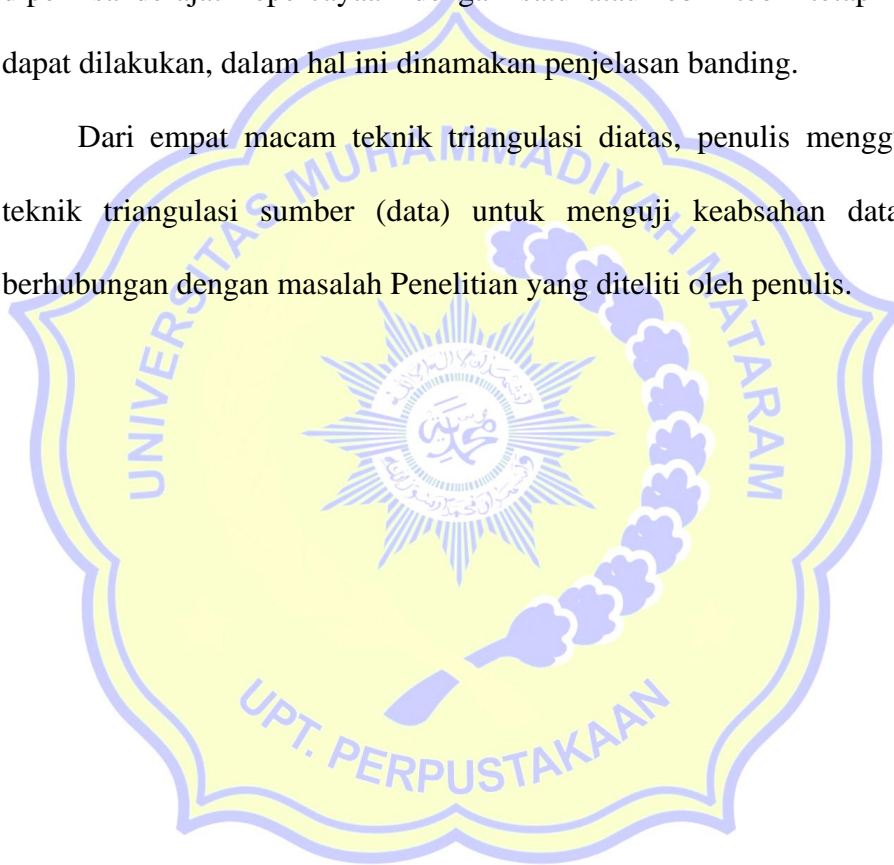 dapat dilakukan, dalam hal ini dinamakan penjelasan banding.
Dari empat macam teknik triangulasi diatas, penulis mengg
teknik triangulasi sumber (data) untuk menguji keabsahan data
berhubungan dengan masalah Penelitian yang diteliti oleh penulis.
UNIVERSITAS MUHAMMADIYAH MATARAM
UPT. PERPUSTAKAAN